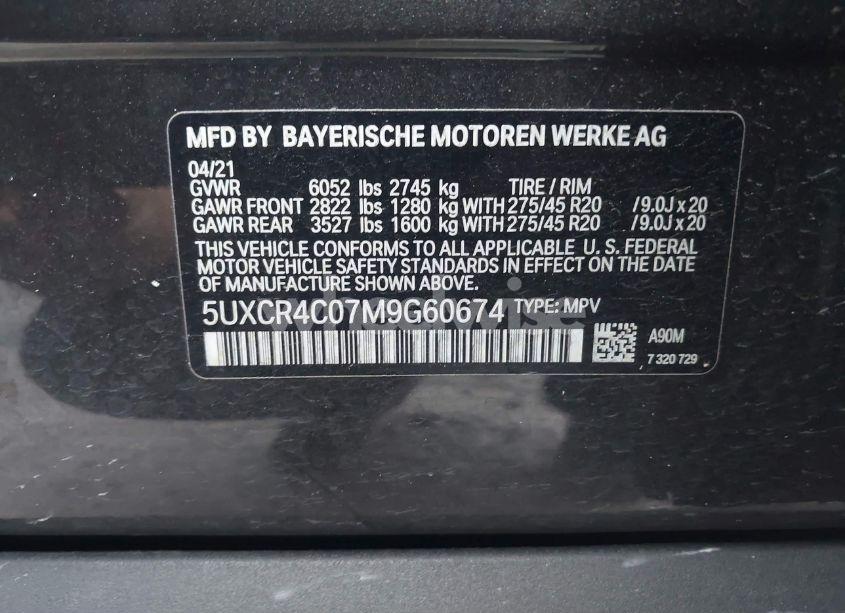 MFD BY BAYERISCHE MOTOREN WERKE AG
04/21
GVWR 6052 lbs 2745 kg TIRE / RIM
GAWR FRONT 2822 lbs 1280 kg WITH 275/45 R20 /9.0J x 20
GAWR REAR 3527 lbs 1600 kg WITH 275/45 R20 /9.0J x 20
THIS VEHICLE CONFORMS TO ALL APPLICABLE U. S. FEDERAL
MOTOR VEHICLE SAFETY STANDARDS IN EFFECT ON THE DATE
OF MANUFACTURE SHOWN ABOVE.
5UXCR4C07M9G60674 TYPE: MPV
A90M
7 320 729